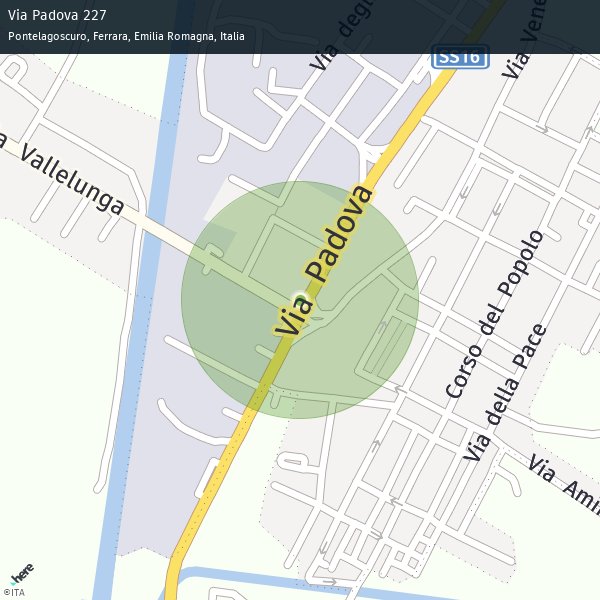 Via Padova 227
Pontelagoscuro, Ferrara, Emilia Romagna, Italia
Via degl
SS16
Via Vene
a Vallelunga
Via Padova
Corso del Popolo
Via della Pace
Via Ami
here
©ITA